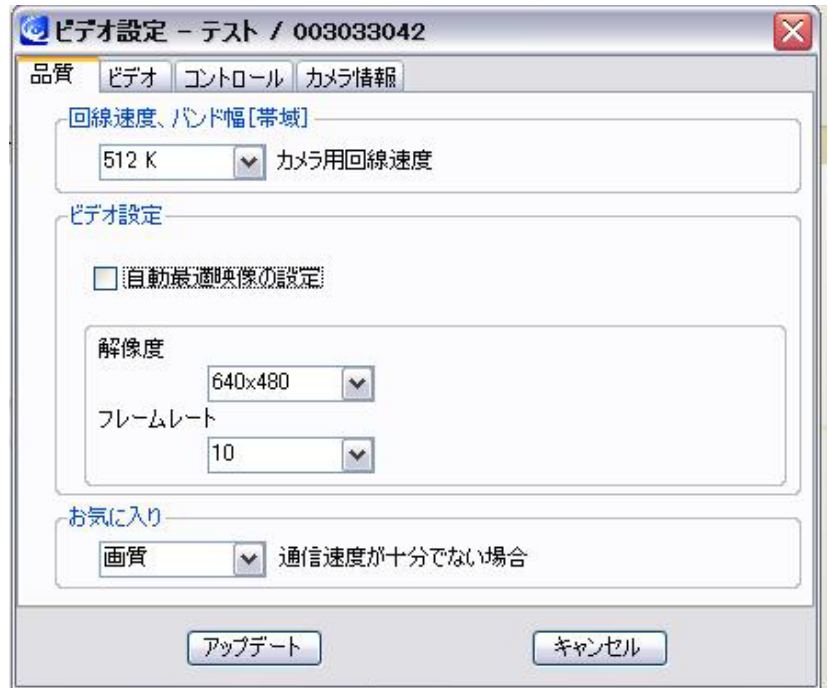 ビデオ設定 - テスト / 003033042
品質 ビデオ コントロール カメラ情報
回線速度、バンド幅[帯域]
512 K カメラ用回線速度
ビデオ設定
自動最適映像の設定
解像度
640x480
フレームレート
10
お気に入り
画質 通信速度が十分でない場合
アップデート キャンセル